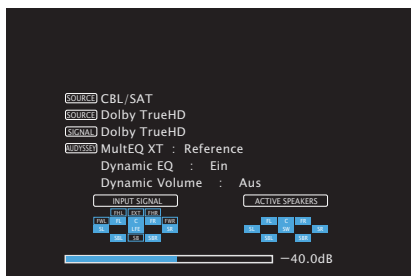 SOURCE CBL/SAT
SOURCE Dolby TrueHD
SIGNAL Dolby TrueHD
AUDYSSEY MultEQ XT : Reference
Dynamic EQ : Ein
Dynamic Volume : Aus
INPUT SIGNAL ACTIVE SPEAKERS
FHL EXT FHR
FWL FL C FR FWR FL C FR
SL LFE SR SL SW SR
SBL SB SBR SBL SBR
−40.0dB